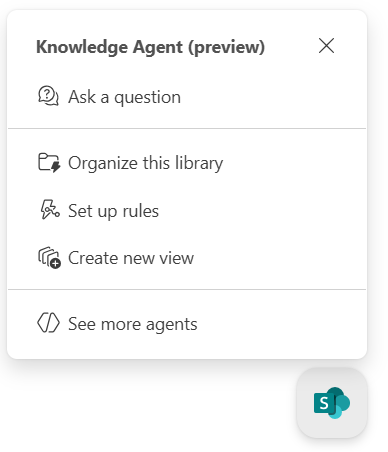 Knowledge Agent (preview)
Ask a question
Organize this library
Set up rules
Create new view
See more agents
S